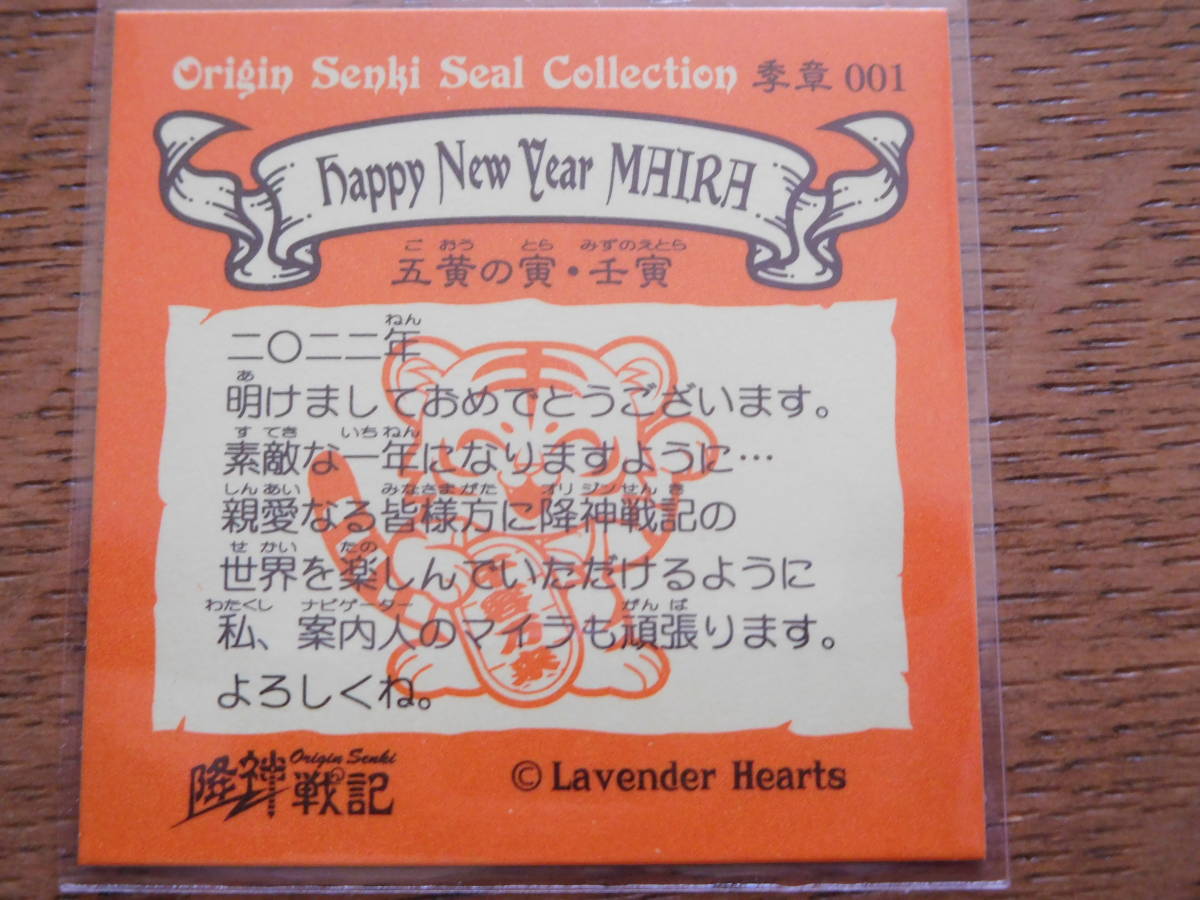 Origin Senki Seal Collection 季章 001
Happy New Year MAIRA
ご おう とら みずのえとら
五黄の寅・壬寅
ねん
二〇二二年
あ
明けましておめでとうございます。
す てき いちねん
素敵な一年になりますように…
しんあい みなさまがた オリジンせんき
親愛なる皆様方に降神戦記の
せ かい たの
世界を楽しんでいただけるように
わたくし ナビゲーター がんば
私、案内人のマイラも頑張ります。
よろしくね。
Origin Senki
降神戦記
© Lavender Hearts